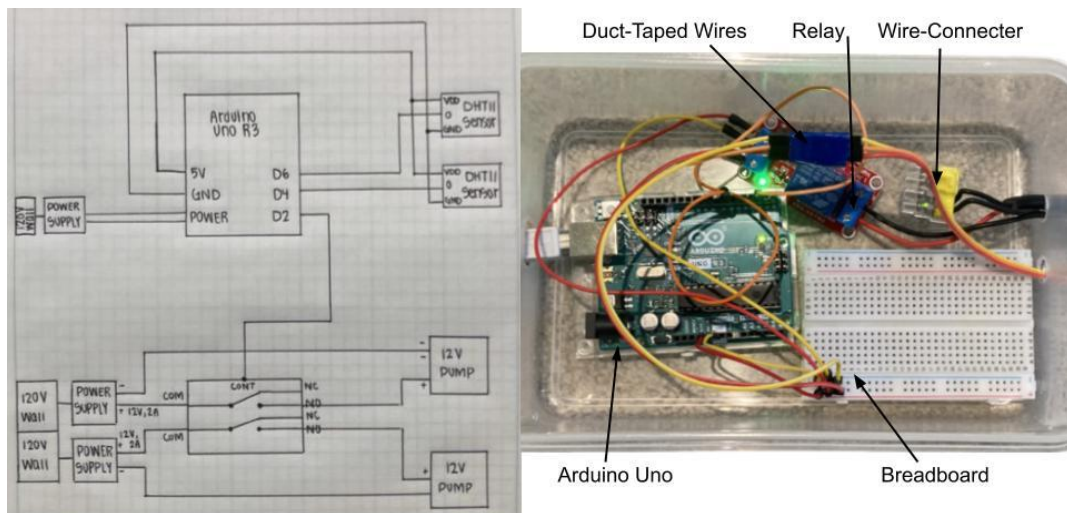 Arduino
Uno R3
5V
GND
POWER
D6
D4
D2
VDD
O
GND
DHT11
Sensor
VDD
O
GND
DHT11
Sensor
120V
Wall
POWER
SUPPLY
120V
Wall
POWER
SUPPLY
-
+ 12V, 2A
120V
Wall
POWER
SUPPLY
12V,
+ 2A
-
CONT
COM
NC
NO
NC
NO
COM
-
-
12V
PUMP
+
+
12V
PUMP
Duct-Taped Wires
Relay
Wire-Connecter
Arduino Uno
Breadboard